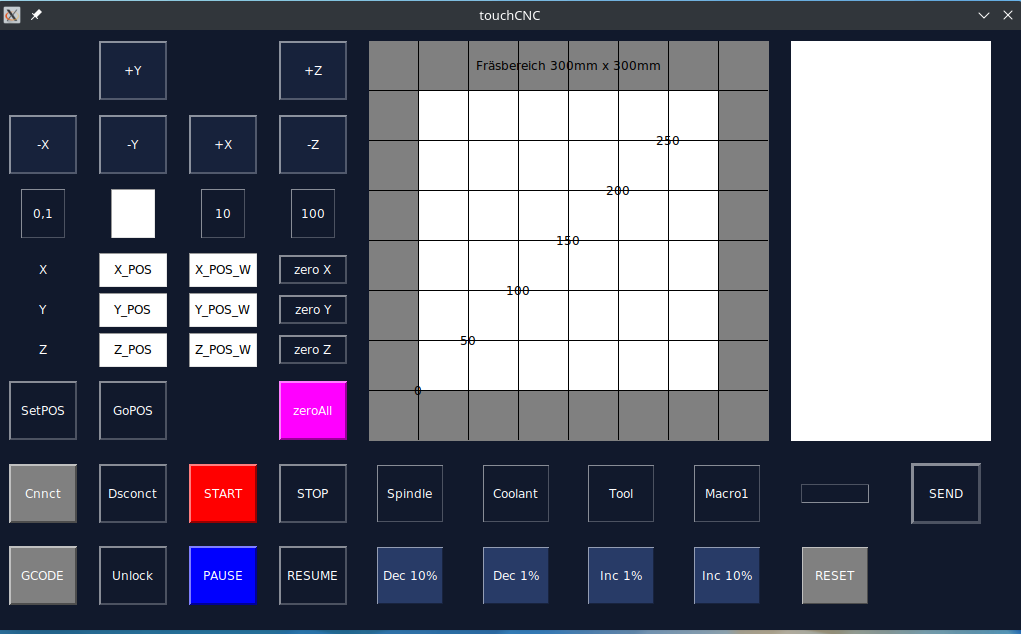 touchCNC
+Y
+Z
-X
-Y
+X
-Z
0,1
10
100
X
X_POS
X_POS_W
zero X
Y
Y_POS
Y_POS_W
zero Y
Z
Z_POS
Z_POS_W
zero Z
SetPOS
GoPOS
zeroAll
Fräsbereich 300mm x 300mm
250
200
150
100
50
0
Cnnct
Dsconct
START
STOP
Spindle
Coolant
Tool
Macro1
SEND
GCODE
Unlock
PAUSE
RESUME
Dec 10%
Dec 1%
Inc 1%
Inc 10%
RESET